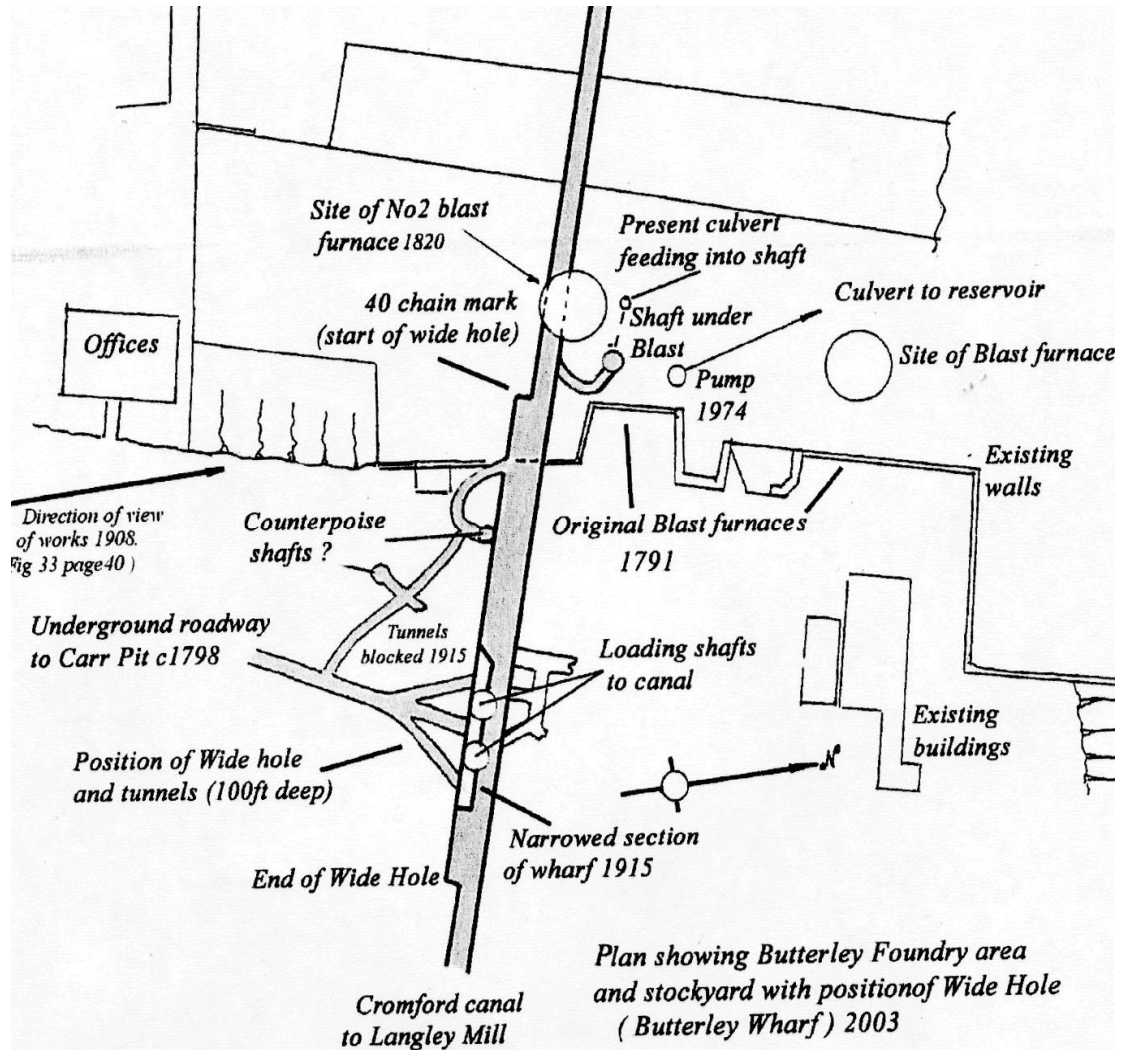 Site of No2 blast
furnace 1820
Present culvert
feeding into shaft
40 chain mark
(start of wide hole)
Culvert to reservoir
Offices
Shaft under
Blast
Site of Blast furnace
Pump
1974
Existing
walls
Direction of view
of works 1908.
Fig 33 page40 )
Counterpoise
shafts ?
Original Blast furnaces
1791
Underground roadway
to Carr Pit c1798
Tunnels
blocked 1915
Loading shafts
to canal
Existing
buildings
Position of Wide hole
and tunnels (100ft deep)
N
Narrowed section
of wharf 1915
End of Wide Hole
Plan showing Butterley Foundry area
and stockyard with positionof Wide Hole
( Butterley Wharf ) 2003
Cromford canal
to Langley Mill